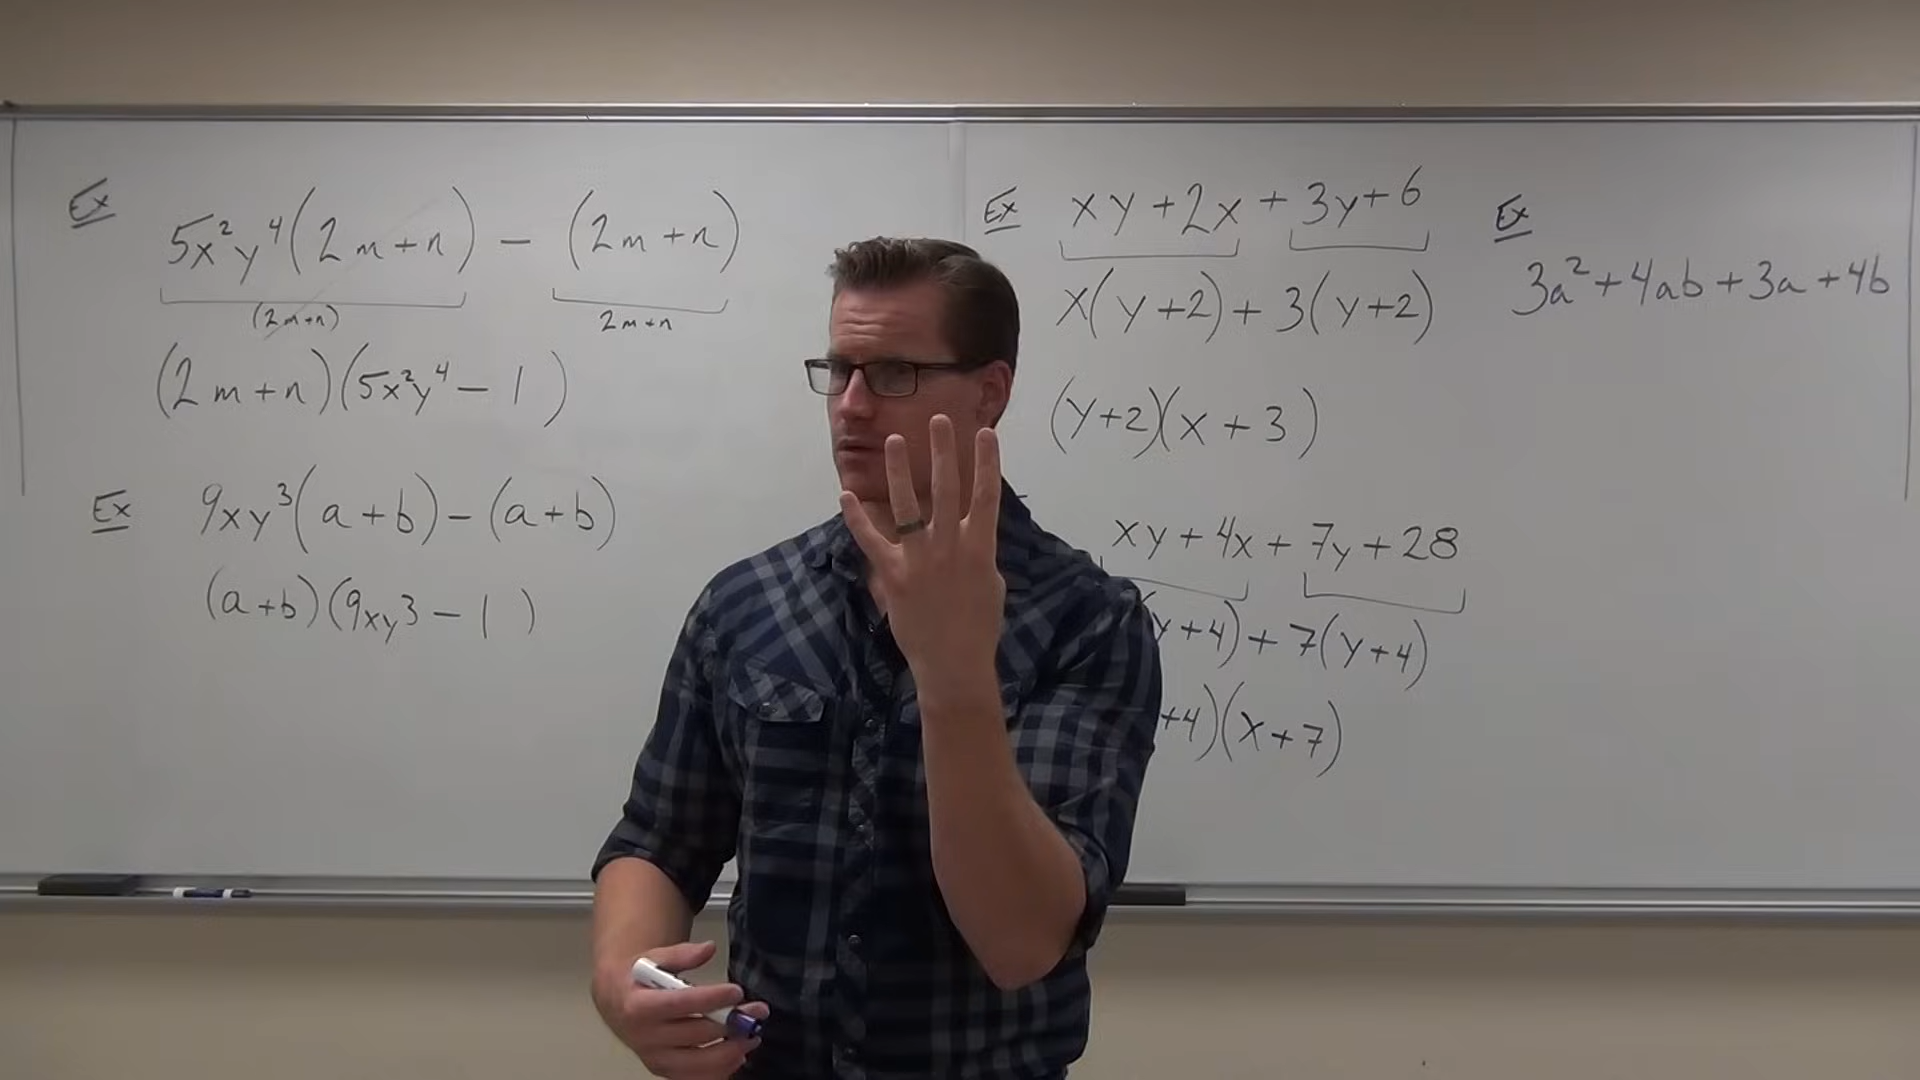 Ex
5x²y⁴(2m+n) - (2m+n)
(2m+n) 2m+n
(2m+n)(5x²y⁴ - 1)
Ex
9xy³(a+b) - (a+b)
(a+b)(9xy3 - 1)
Ex
xy+2x + 3y+6
x(y+2) + 3(y+2)
(y+2)(x+3)
xy+4x+7y+28
y+4)+7(y+4)
+4)(x+7)
Ex
3a²+4ab+3a+4b